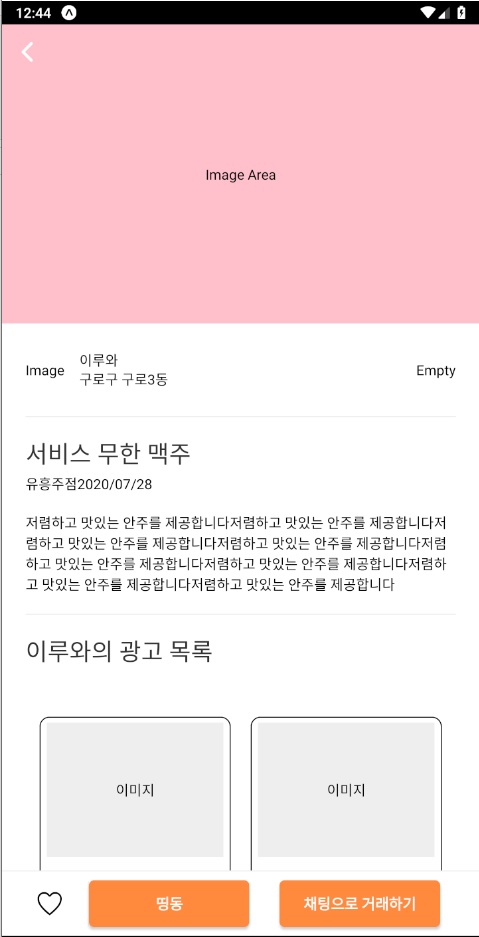 12:44
Image Area
Image
이루와
구로구 구로3동
Empty
서비스 무한 맥주
유흥주점2020/07/28
저렴하고 맛있는 안주를 제공합니다저렴하고 맛있는 안주를 제공합니다저
렴하고 맛있는 안주를 제공합니다저렴하고 맛있는 안주를 제공합니다저렴
하고 맛있는 안주를 제공합니다저렴하고 맛있는 안주를 제공합니다저렴하
고 맛있는 안주를 제공합니다저렴하고 맛있는 안주를 제공합니다
이루와의 광고 목록
이미지
이미지
띵동
채팅으로 거래하기